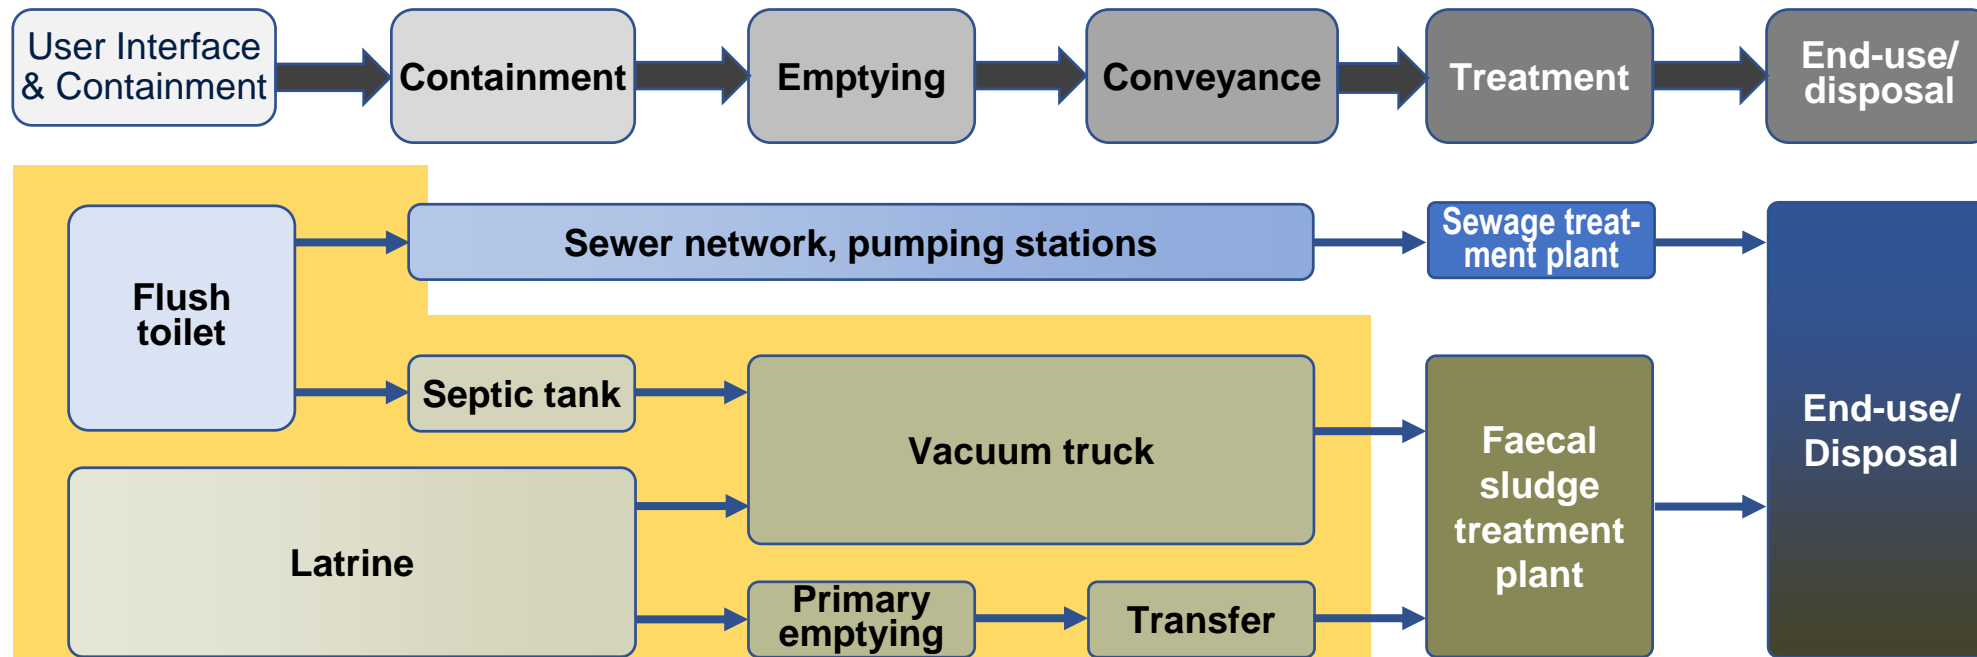 User Interface
& Containment
Containment
Emptying
Conveyance
Treatment
End-use/
disposal
Flush
toilet
Sewer network, pumping stations
Sewage treat-
ment plant
End-use/
Disposal
Septic tank
Vacuum truck
Faecal
sludge
treatment
plant
Latrine
Primary
emptying
Transfer